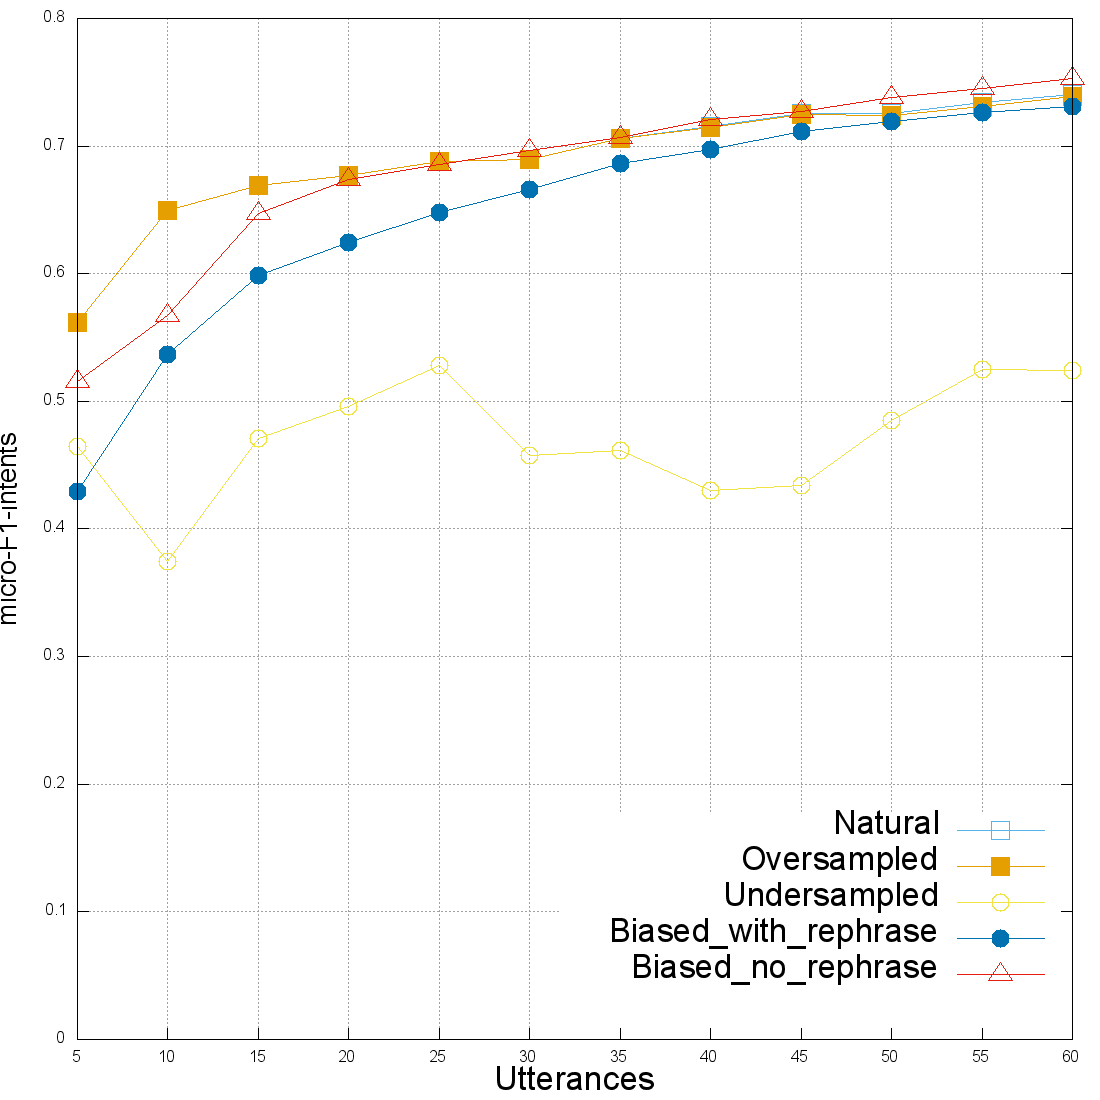 0.8
0.7
0.6
0.5
0.4
0.3
0.2
0.1
0
micro-F1-intents
Natural
Oversampled
Undersampled
Biased_with_rephrase
Biased_no_rephrase
5 10 15 20 25 30 35 40 45 50 55 60
Utterances